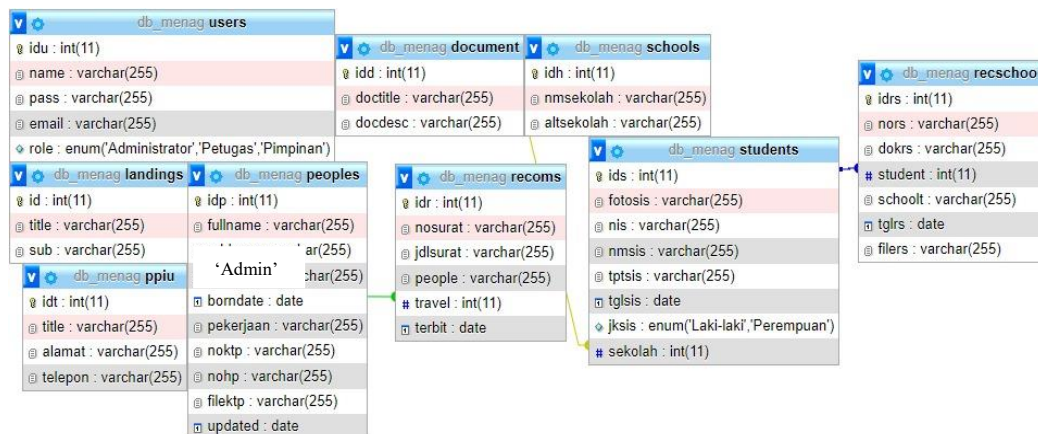 db_menag users
idu : int(11)
name : varchar(255)
pass : varchar(255)
email : varchar(255)
role : enum('Administrator','Petugas','Pimpinan')
db_menag document
idd : int(11)
doctitle : varchar(255)
docdesc : varchar(255)
db_menag schools
idh : int(11)
nmsekolah : varchar(255)
altsekolah : varchar(255)
db_menag recschool
idrs : int(11)
nors : varchar(255)
dokrs : varchar(255)
# student : int(11)
schoolt : varchar(255)
tglrs : date
filers : varchar(255)
db_menag landings
id : int(11)
title : varchar(255)
sub : varchar(255)
db_menag peoples
idp : int(11)
fullname : varchar(255)
varchar(255)
‘Admin’
char(255)
borndate : date
pekerjaan : varchar(255)
noktp : varchar(255)
nohp : varchar(255)
filektp : varchar(255)
updated : date
db_menag ppiu
idt : int(11)
title : varchar(255)
alamat : varchar(255)
telepon : varchar(255)
db_menag recoms
idr : int(11)
nosurat : varchar(255)
jdlsurat : varchar(255)
people : varchar(255)
# travel : int(11)
terbit : date
db_menag students
ids : int(11)
fotosis : varchar(255)
nis : varchar(255)
nmsis : varchar(255)
tptsis : varchar(255)
tglsis : date
jksis : enum('Laki-laki','Perempuan')
# sekolah : int(11)